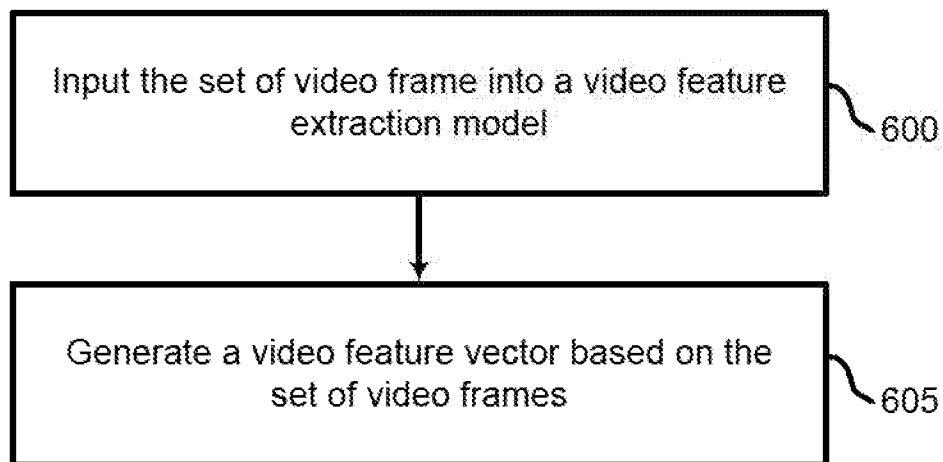 Input the set of video frame into a video feature
extraction model
600
Generate a video feature vector based on the
set of video frames
605